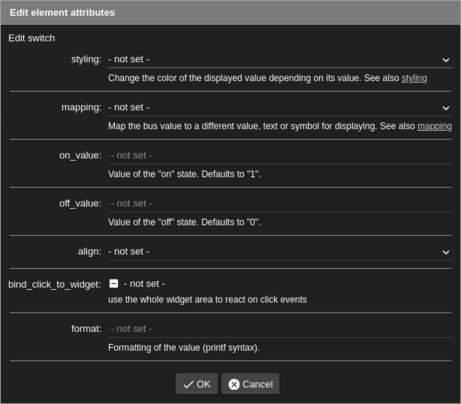 Edit element attributes
Edit switch
styling: - not set -
Change the color of the displayed value depending on its value. See also styling
mapping: - not set -
Map the bus value to a different value, text or symbol for displaying. See also mapping
on_value: - not set -
Value of the "on" state. Defaults to "1".
off_value: - not set -
Value of the "off" state. Defaults to "0".
align: - not set -
bind_click_to_widget: - not set -
use the whole widget area to react on click events
format: - not set -
Formatting of the value (printf syntax).
OK Cancel